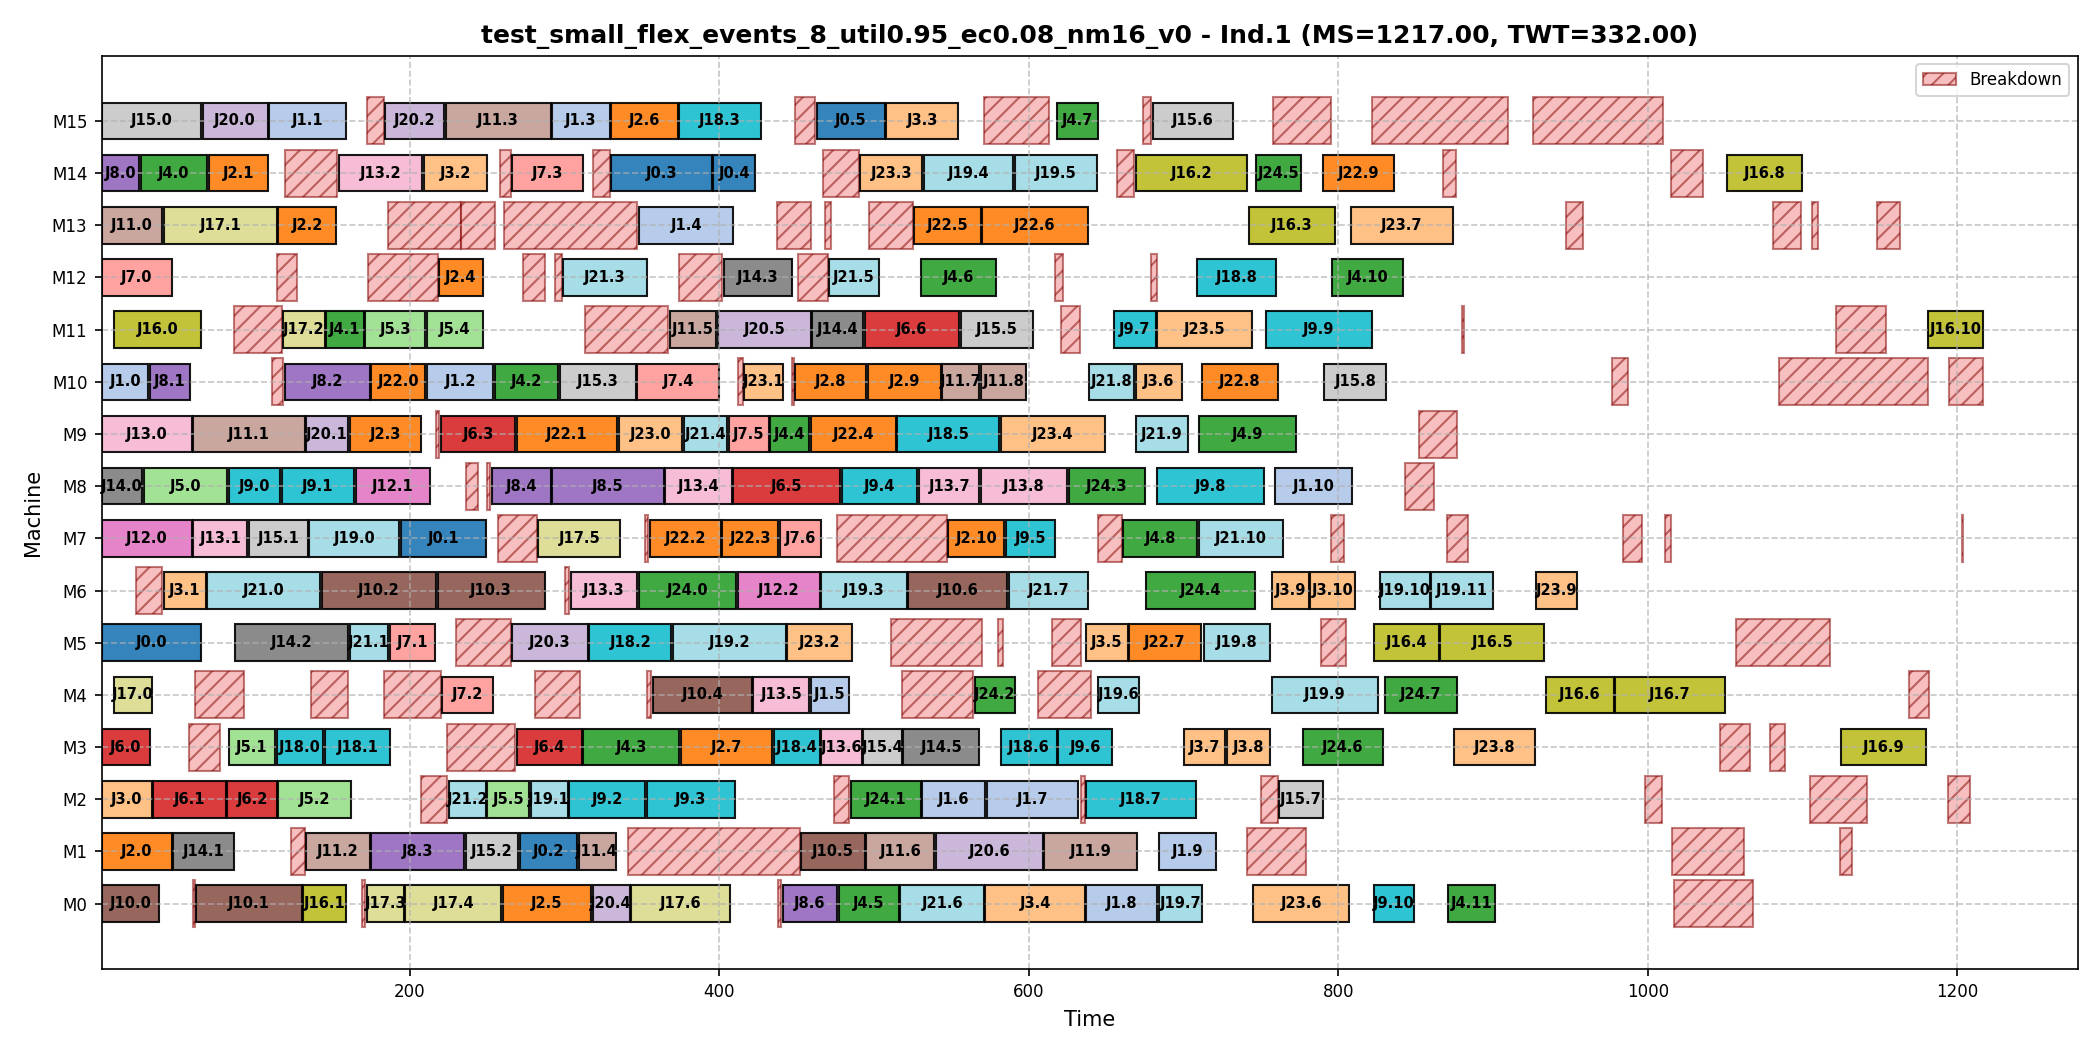 test_small_flex_events_8_util0.95_ec0.08_nm16_v0 - Ind.1 (MS=1217.00, TWT=332.00)
Breakdown
M15 J15.0 J20.0 J1.1 J20.2 J11.3 J1.3 J2.6 J18.3 J0.5 J3.3 J4.7 J15.6
M14 J8.0 J4.0 J2.1 J13.2 J3.2 J7.3 J0.3 J0.4 J23.3 J19.4 J19.5 J16.2 J24.5 J22.9 J16.8
M13 J11.0 J17.1 J2.2 J1.4 J22.5 J22.6 J16.3 J23.7
M12 J7.0 J2.4 J21.3 J14.3 J21.5 J4.6 J18.8 J4.10
M11 J16.0 J17.2 J4.1 J5.3 J5.4 J11.5 J20.5 J14.4 J6.6 J15.5 J9.7 J23.5 J9.9 J16.10
M10 J1.0 J8.1 J8.2 J22.0 J1.2 J4.2 J15.3 J7.4 J23.1 J2.8 J2.9 J11.7 J11.8 J21.8 J3.6 J22.8 J15.8
M9 J13.0 J11.1 J20.1 J2.3 J6.3 J22.1 J23.0 J21.4 J7.5 J4.4 J22.4 J18.5 J23.4 J21.9 J4.9
M8 J14.0 J5.0 J9.0 J9.1 J12.1 J8.4 J8.5 J13.4 J6.5 J9.4 J13.7 J13.8 J24.3 J9.8 J1.10
M7 J12.0 J13.1 J15.1 J19.0 J0.1 J17.5 J22.2 J22.3 J7.6 J2.10 J9.5 J4.8 J21.10
M6 J3.1 J21.0 J10.2 J10.3 J13.3 J24.0 J12.2 J19.3 J10.6 J21.7 J24.4 J3.9 J3.10 J19.10 J19.11 J23.9
M5 J0.0 J14.2 J21.1 J7.1 J20.3 J18.2 J19.2 J23.2 J3.5 J22.7 J19.8 J16.4 J16.5
M4 J17.0 J7.2 J10.4 J13.5 J1.5 J24.2 J19.6 J19.9 J24.7 J16.6 J16.7
M3 J6.0 J5.1 J18.0 J18.1 J6.4 J4.3 J2.7 J18.4 J13.6 J15.4 J14.5 J18.6 J9.6 J3.7 J3.8 J24.6 J23.8 J16.9
M2 J3.0 J6.1 J6.2 J5.2 J21.2 J5.5 J19.1 J9.2 J9.3 J24.1 J1.6 J1.7 J18.7 J15.7
M1 J2.0 J14.1 J11.2 J8.3 J15.2 J0.2 J11.4 J10.5 J11.6 J20.6 J11.9 J1.9
M0 J10.0 J10.1 J16.1 J17.3 J17.4 J2.5 J20.4 J17.6 J8.6 J4.5 J21.6 J3.4 J1.8 J19.7 J23.6 J9.10 J4.11
200 400 600 800 1000 1200
Time
Machine